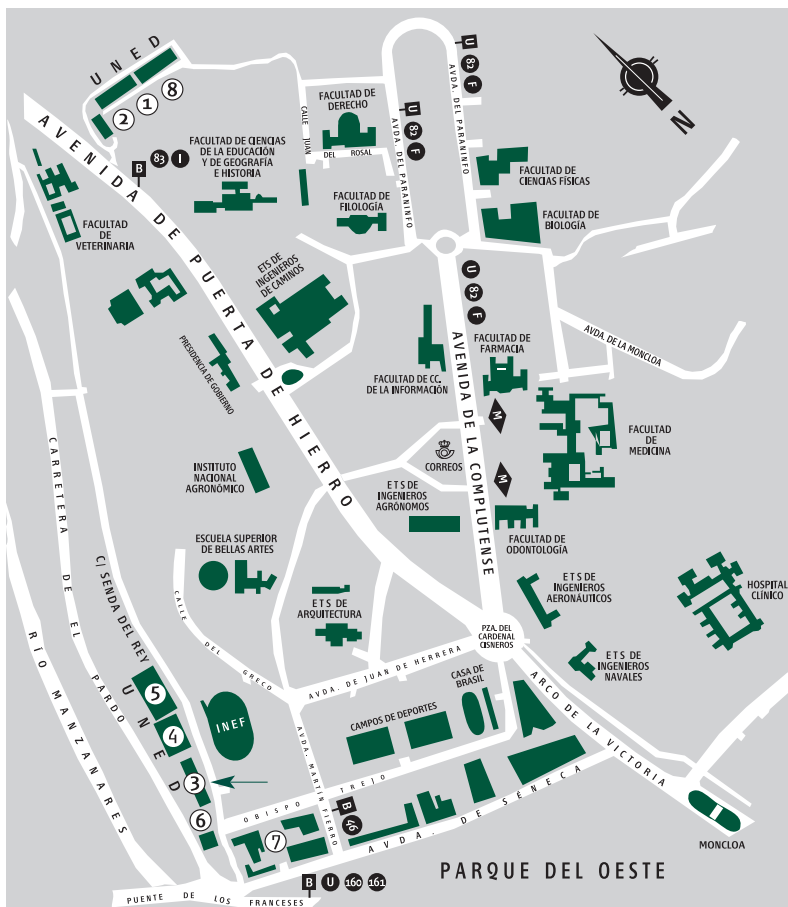 UNED
2
1
8
AVENIDA DE PUERTA DE HIERRO
B
83
I
FACULTAD
DE
VETERINARIA
FACULTAD DE CIENCIAS
DE LA EDUCACIÓN
Y DE GEOGRAFÍA
E HISTORIA
CALLE JUAN
DEL ROSAL
FACULTAD DE
DERECHO
FACULTAD DE
FILOLOGÍA
U
82
F
AVDA. DEL PARANINFO
U
82
F
AVDA. DEL PARANINFO
N
FACULTAD DE
CIENCIAS FÍSICAS
FACULTAD DE
BIOLOGÍA
ETS DE
INGENIEROS
DE CAMINOS
PRESIDENCIA DE GOBIERNO
U
82
F
AVENIDA DE LA COMPLUTENSE
FACULTAD DE
FARMACIA
AVDA. DE LA MONCLOA
FACULTAD DE CC.
DE LA INFORMACIÓN
M
CORREOS
M
FACULTAD
DE
MEDICINA
INSTITUTO
NACIONAL
AGRONÓMICO
E T S DE
INGENIEROS
AGRÓNOMOS
FACULTAD DE
ODONTOLOGÍA
ESCUELA SUPERIOR
DE BELLAS ARTES
E T S DE
ARQUITECTURA
E T S DE
INGENIEROS
AERONÁUTICOS
HOSPITAL
CLÍNICO
PZA. DEL
CARDENAL
CISNEROS
E T S DE
INGENIEROS
NAVALES
CARRETERA DE EL PARDO
C/ SENDA DEL REY
RÍO MANZANARES
CALLE DEL GRECO
AVDA. DE JUAN DE HERRERA
ARCO DE LA VICTORIA
CASA DE
BRASIL
CAMPOS DE DEPORTES
UNED
5
4
3
6
INEF
AVDA. MARTÍN FIERRO
OBISPO TREJO
7
B
46
AVDA. DE SÉNECA
MONCLOA
PARQUE DEL OESTE
B
U
160
161
PUENTE DE LOS FRANCESES